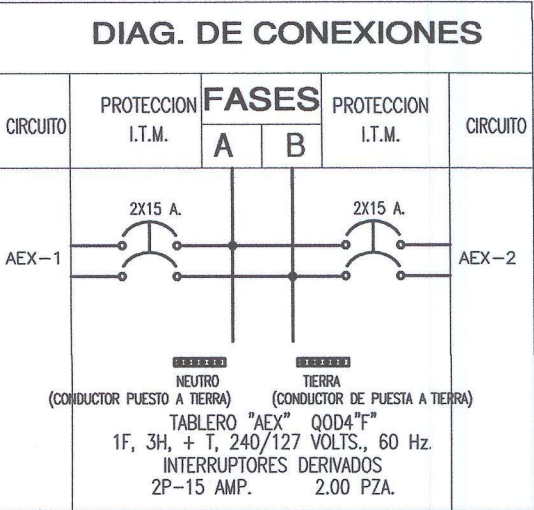 DIAG. DE CONEXIONES
CIRCUITO
PROTECCION
I.T.M.
FASES
A
B
PROTECCION
I.T.M.
CIRCUITO
2X15 A.
2X15 A.
AEX-1
AEX-2
NEUTRO
(CONDUCTOR PUESTO A TIERRA)
TIERRA
(CONDUCTOR DE PUESTA A TIERRA)
TABLERO "AEX" QOD4"F"
1F, 3H, + T, 240/127 VOLTS., 60 Hz.
INTERRUPTORES DERIVADOS
2P-15 AMP. 2.00 PZA.